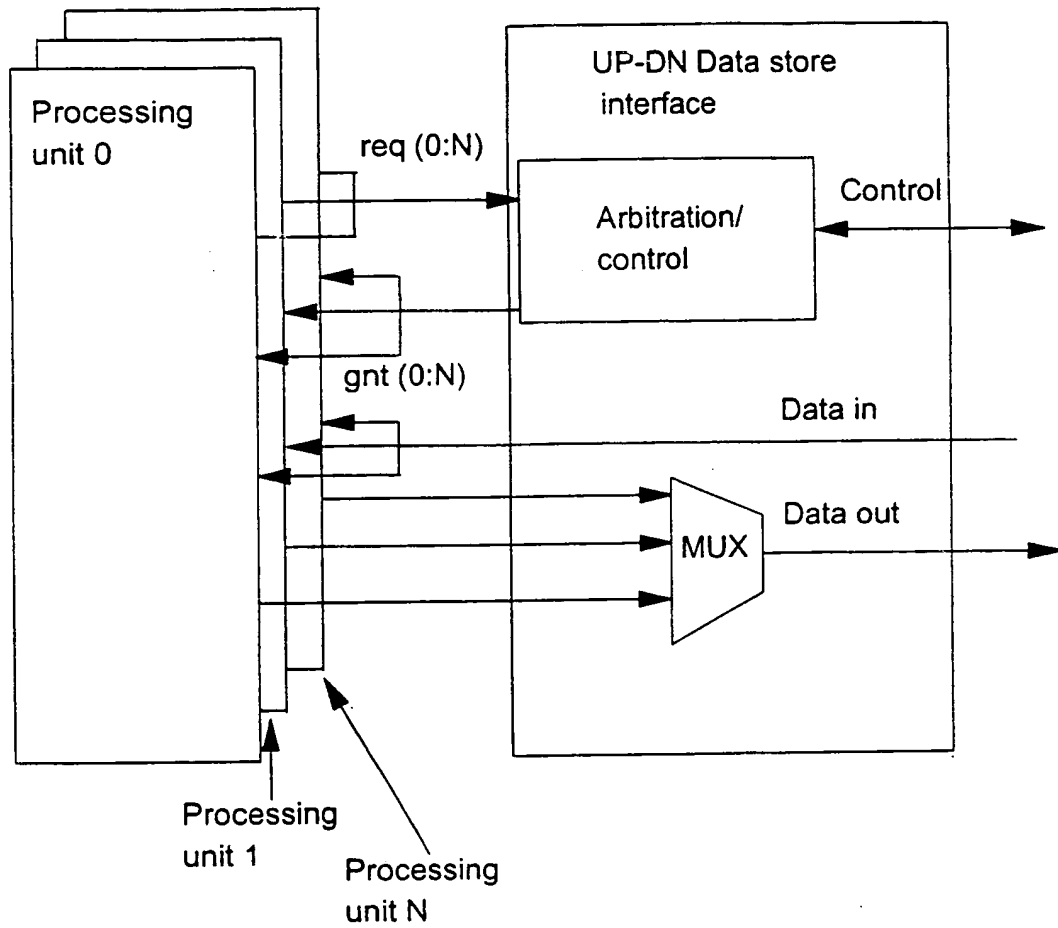 Processing
unit 0
req (0:N)
gnt (0:N)
UP-DN Data store
interface
Arbitration/
control
Control
Data in
MUX
Data out
Processing
unit 1
Processing
unit N